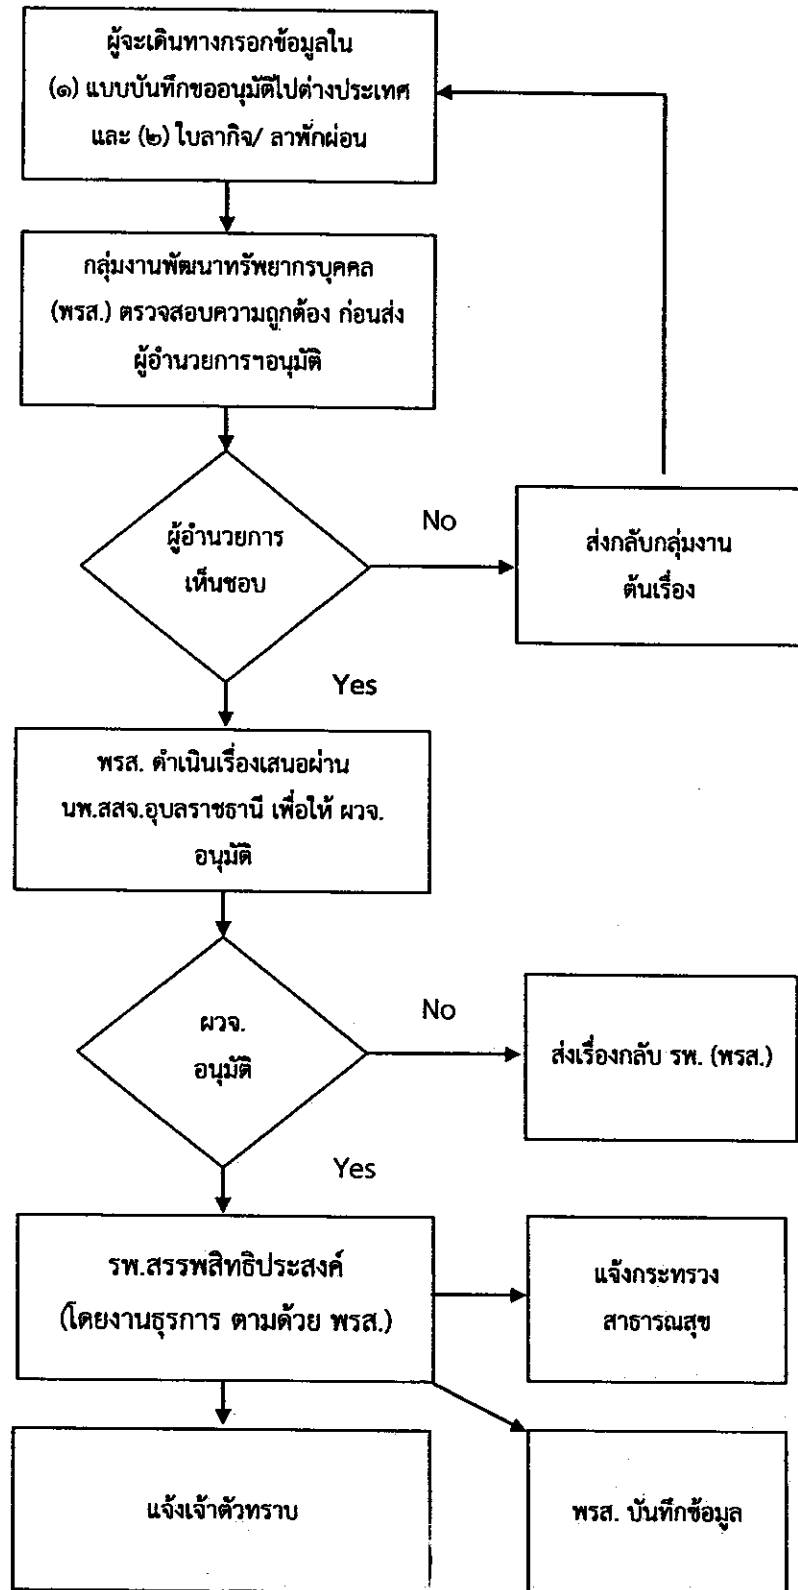 ผู้จะเดินทางกรอกข้อมูลใน
(๑) แบบบันทึกขออนุมัติไปต่างประเทศ
และ (๒) ใบลากิจ/ ลาพักผ่อน
กลุ่มงานพัฒนาทรัพยากรบุคคล
(พรส.) ตรวจสอบความถูกต้อง ก่อนส่ง
ผู้อำนวยการฯอนุมัติ
ผู้อำนวยการ
เห็นชอบ
No
ส่งกลับกลุ่มงาน
ต้นเรื่อง
Yes
พรส. ดำเนินเรื่องเสนอผ่าน
นพ.สสจ.อุบลราชธานี เพื่อให้ ผวจ.
อนุมัติ
ผวจ.
อนุมัติ
No
ส่งเรื่องกลับ รพ. (พรส.)
Yes
รพ.สรรพสิทธิประสงค์
(โดยงานธุรการ ตามด้วย พรส.)
แจ้งกระทรวง
สาธารณสุข
แจ้งเจ้าตัวทราบ
พรส. บันทึกข้อมูล